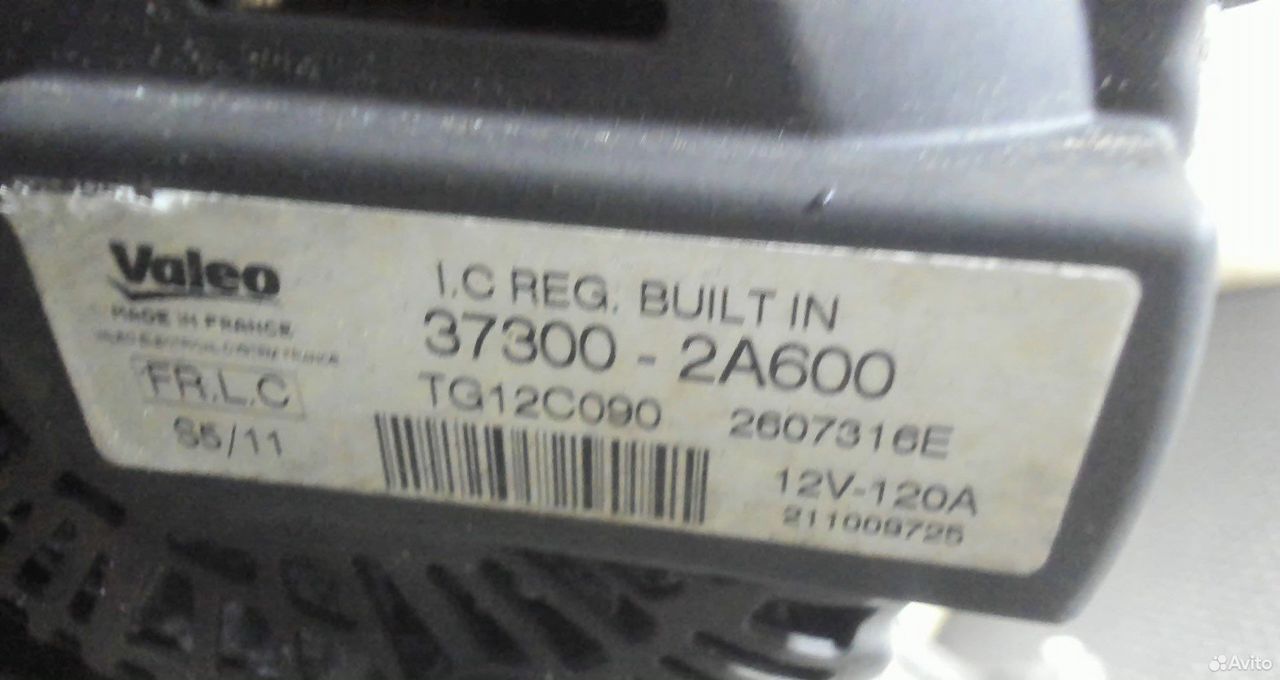 Valeo
MADE IN FRANCE
FR.L.C
S5/11
I.C REG. BUILT IN
37300 - 2A600
TG12C090 2607316E
12V-120A
211009725
Avito